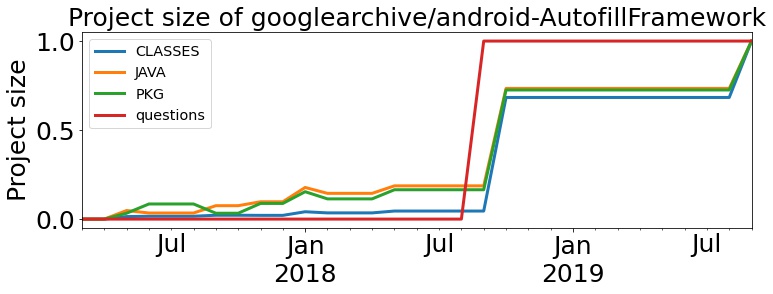 Project size of googlearchive/android-AutofillFramework
Project size
1.0
0.5
0.0
CLASSES
JAVA
PKG
questions
Jul
Jan
2018
Jul
Jan
2019
Jul